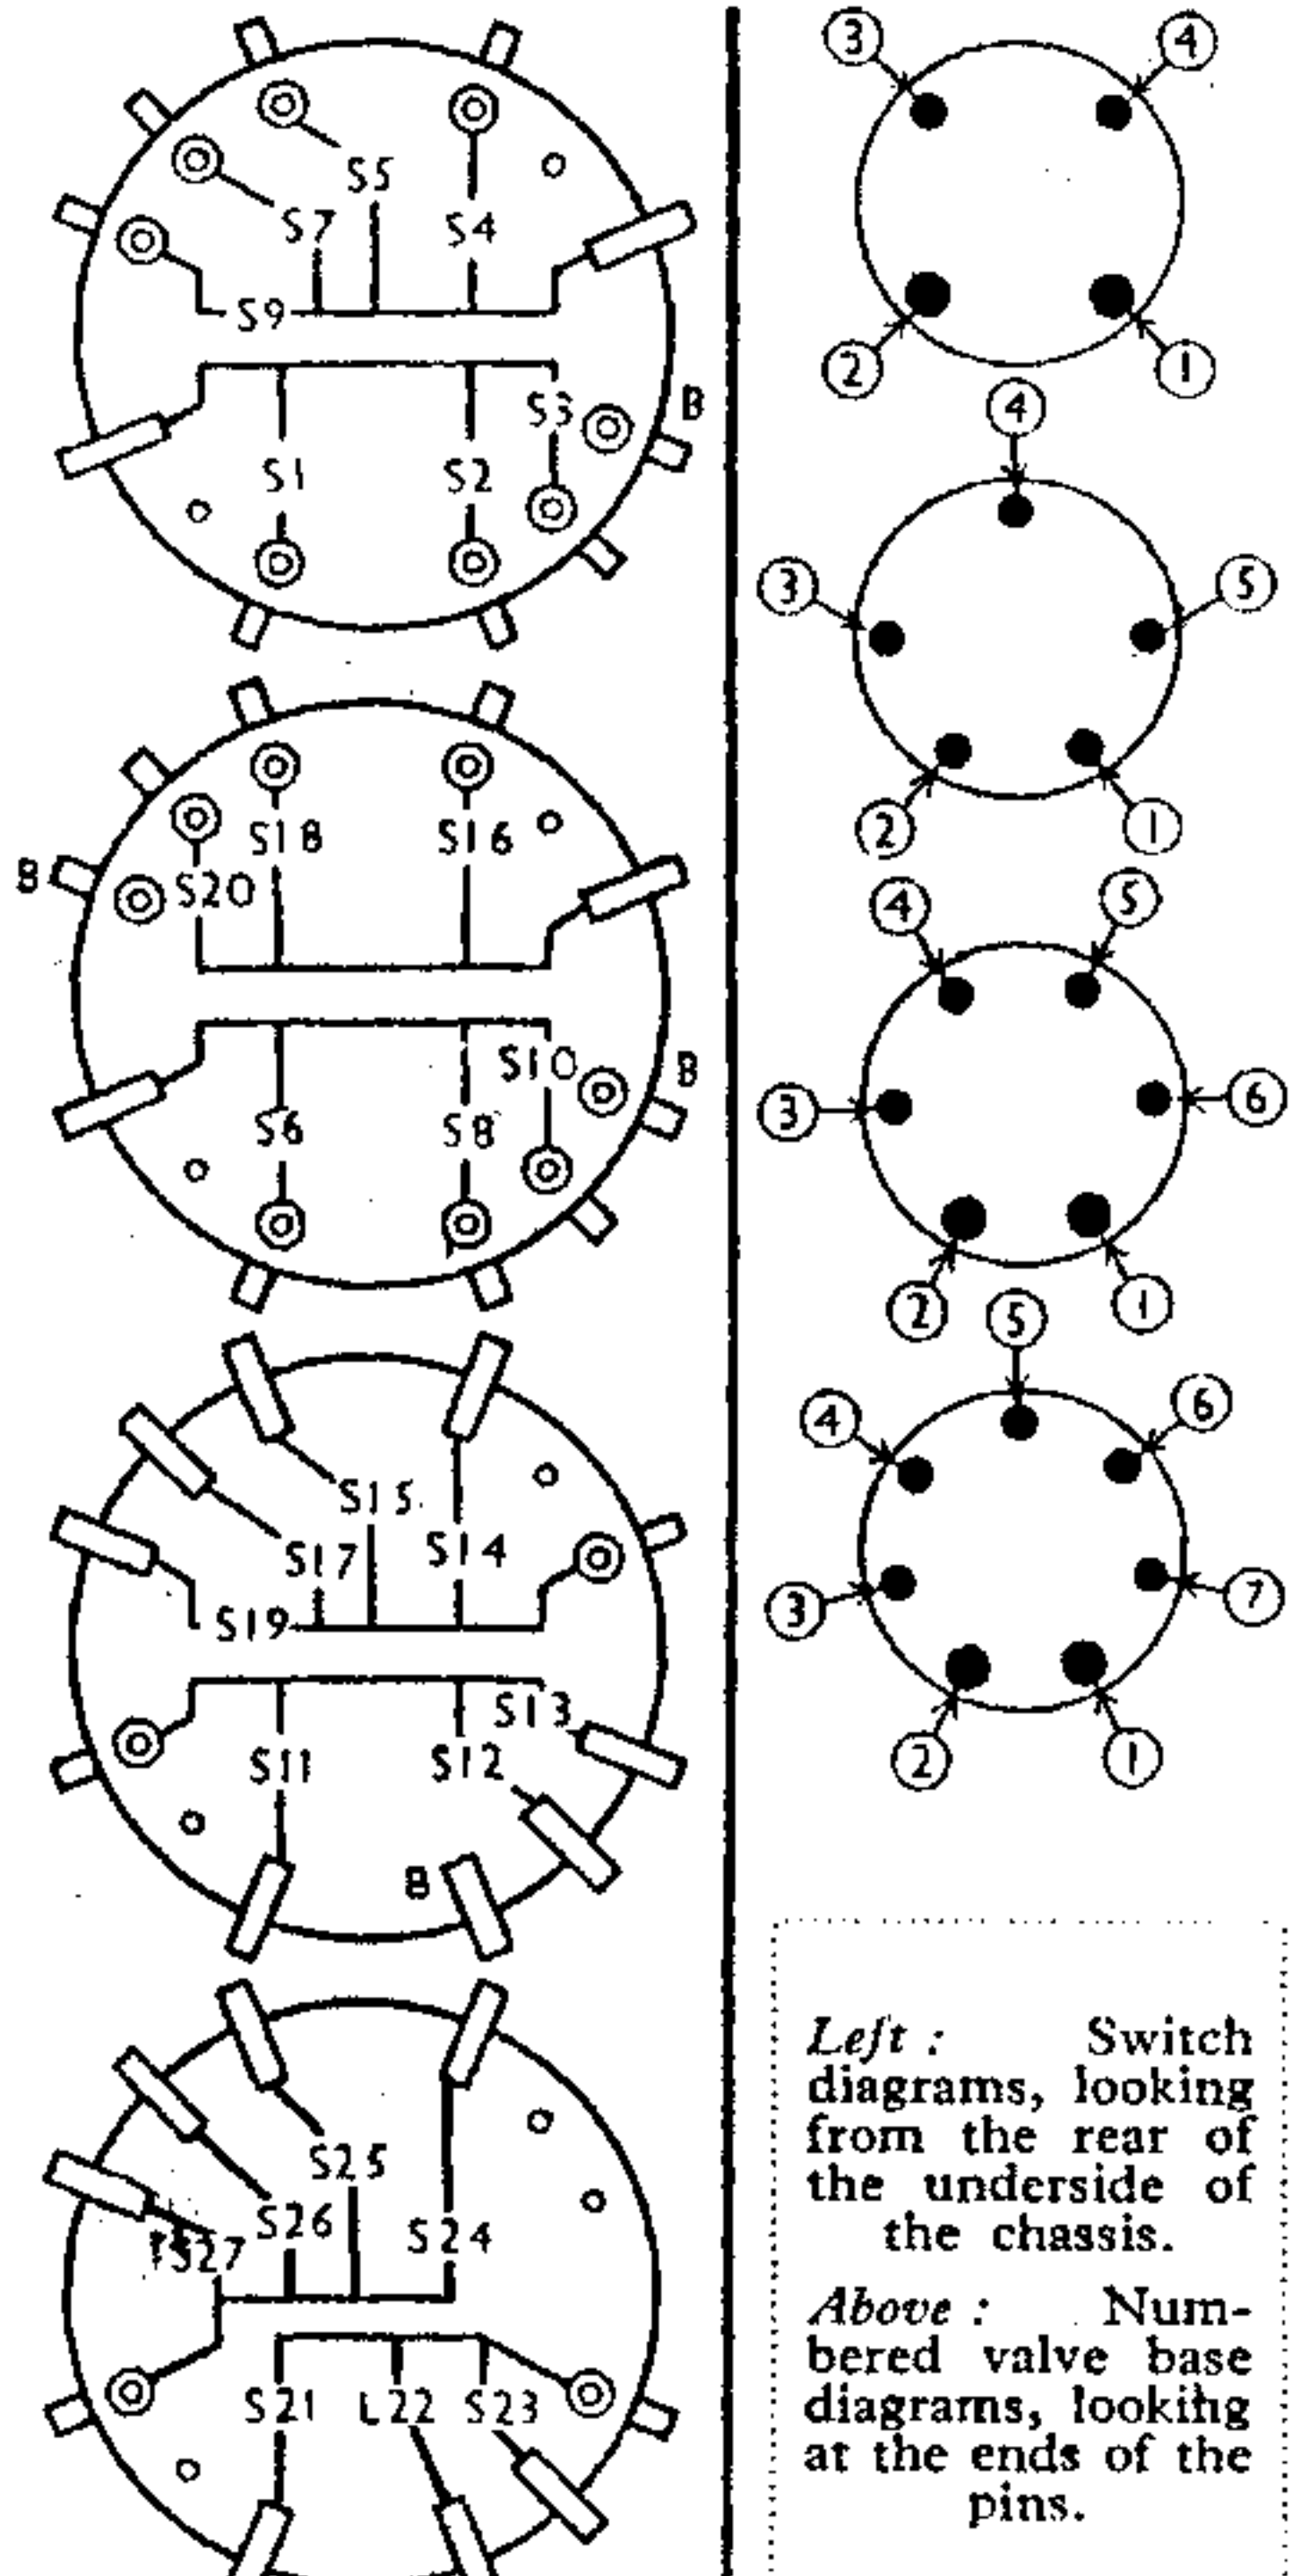 S5
S7
S4
S9
S3
B
S1
S2
S18
S16
B
S20
S10
B
S6
S8
S15
S17
S14
S19
S13
S11
S12
B
S25
S26
S24
S27
S21
L22
S23
3
4
2
1
4
3
5
2
1
4
5
3
6
2
1
5
4
6
3
7
2
1
Left : Switch
diagrams, looking
from the rear of
the underside of
the chassis.
Above : Num-
bered valve base
diagrams, looking
at the ends of the
pins.